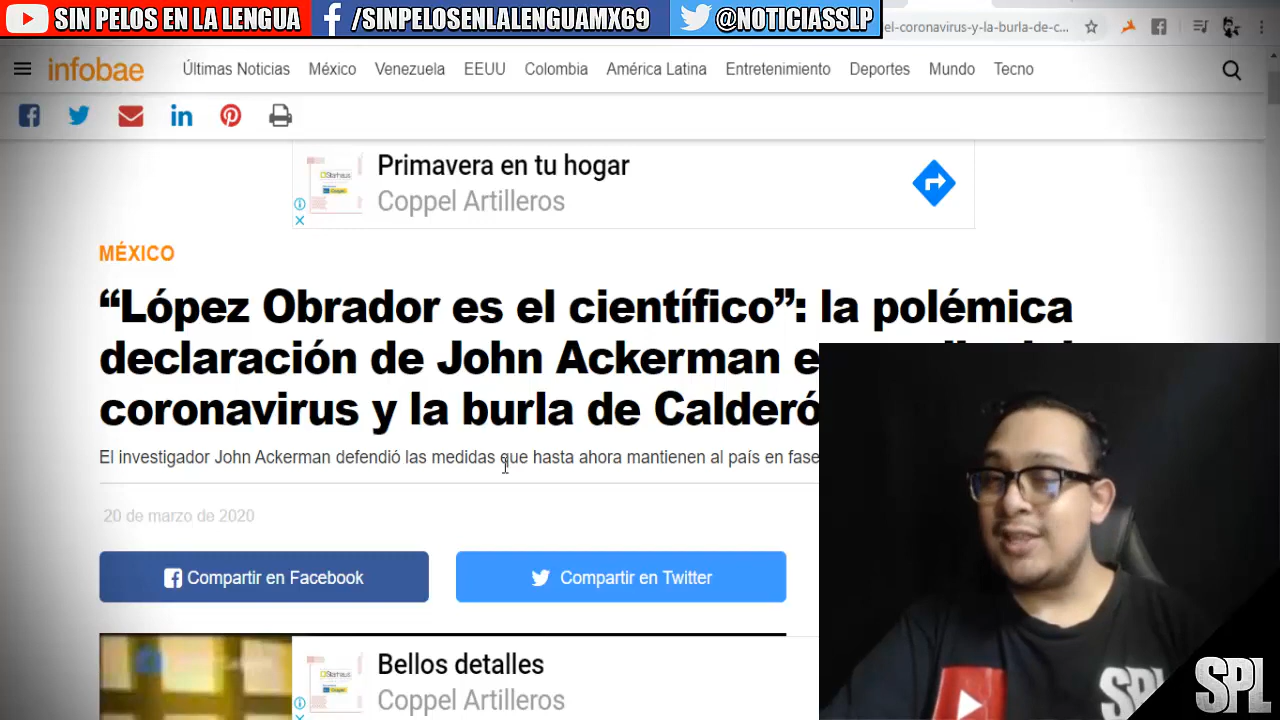 SIN PELOS EN LA LENGUA
/SINPELOSENLALENGUAMX69
@NOTICIASSLP
el-coronavirus-y-la-burla-de-c...
infobae
Últimas Noticias
México
Venezuela
EEUU
Colombia
América Latina
Entretenimiento
Deportes
Mundo
Tecno
Primavera en tu hogar
Coppel Artilleros
MÉXICO
“López Obrador es el científico”: la polémica
declaración de John Ackerman
coronavirus y la burla de Calderó
El investigador John Ackerman defendió las medidas que hasta ahora mantienen al país en fase
20 de marzo de 2020
Compartir en Facebook
Compartir en Twitter
Bellos detalles
Coppel Artilleros
SPL
SPL